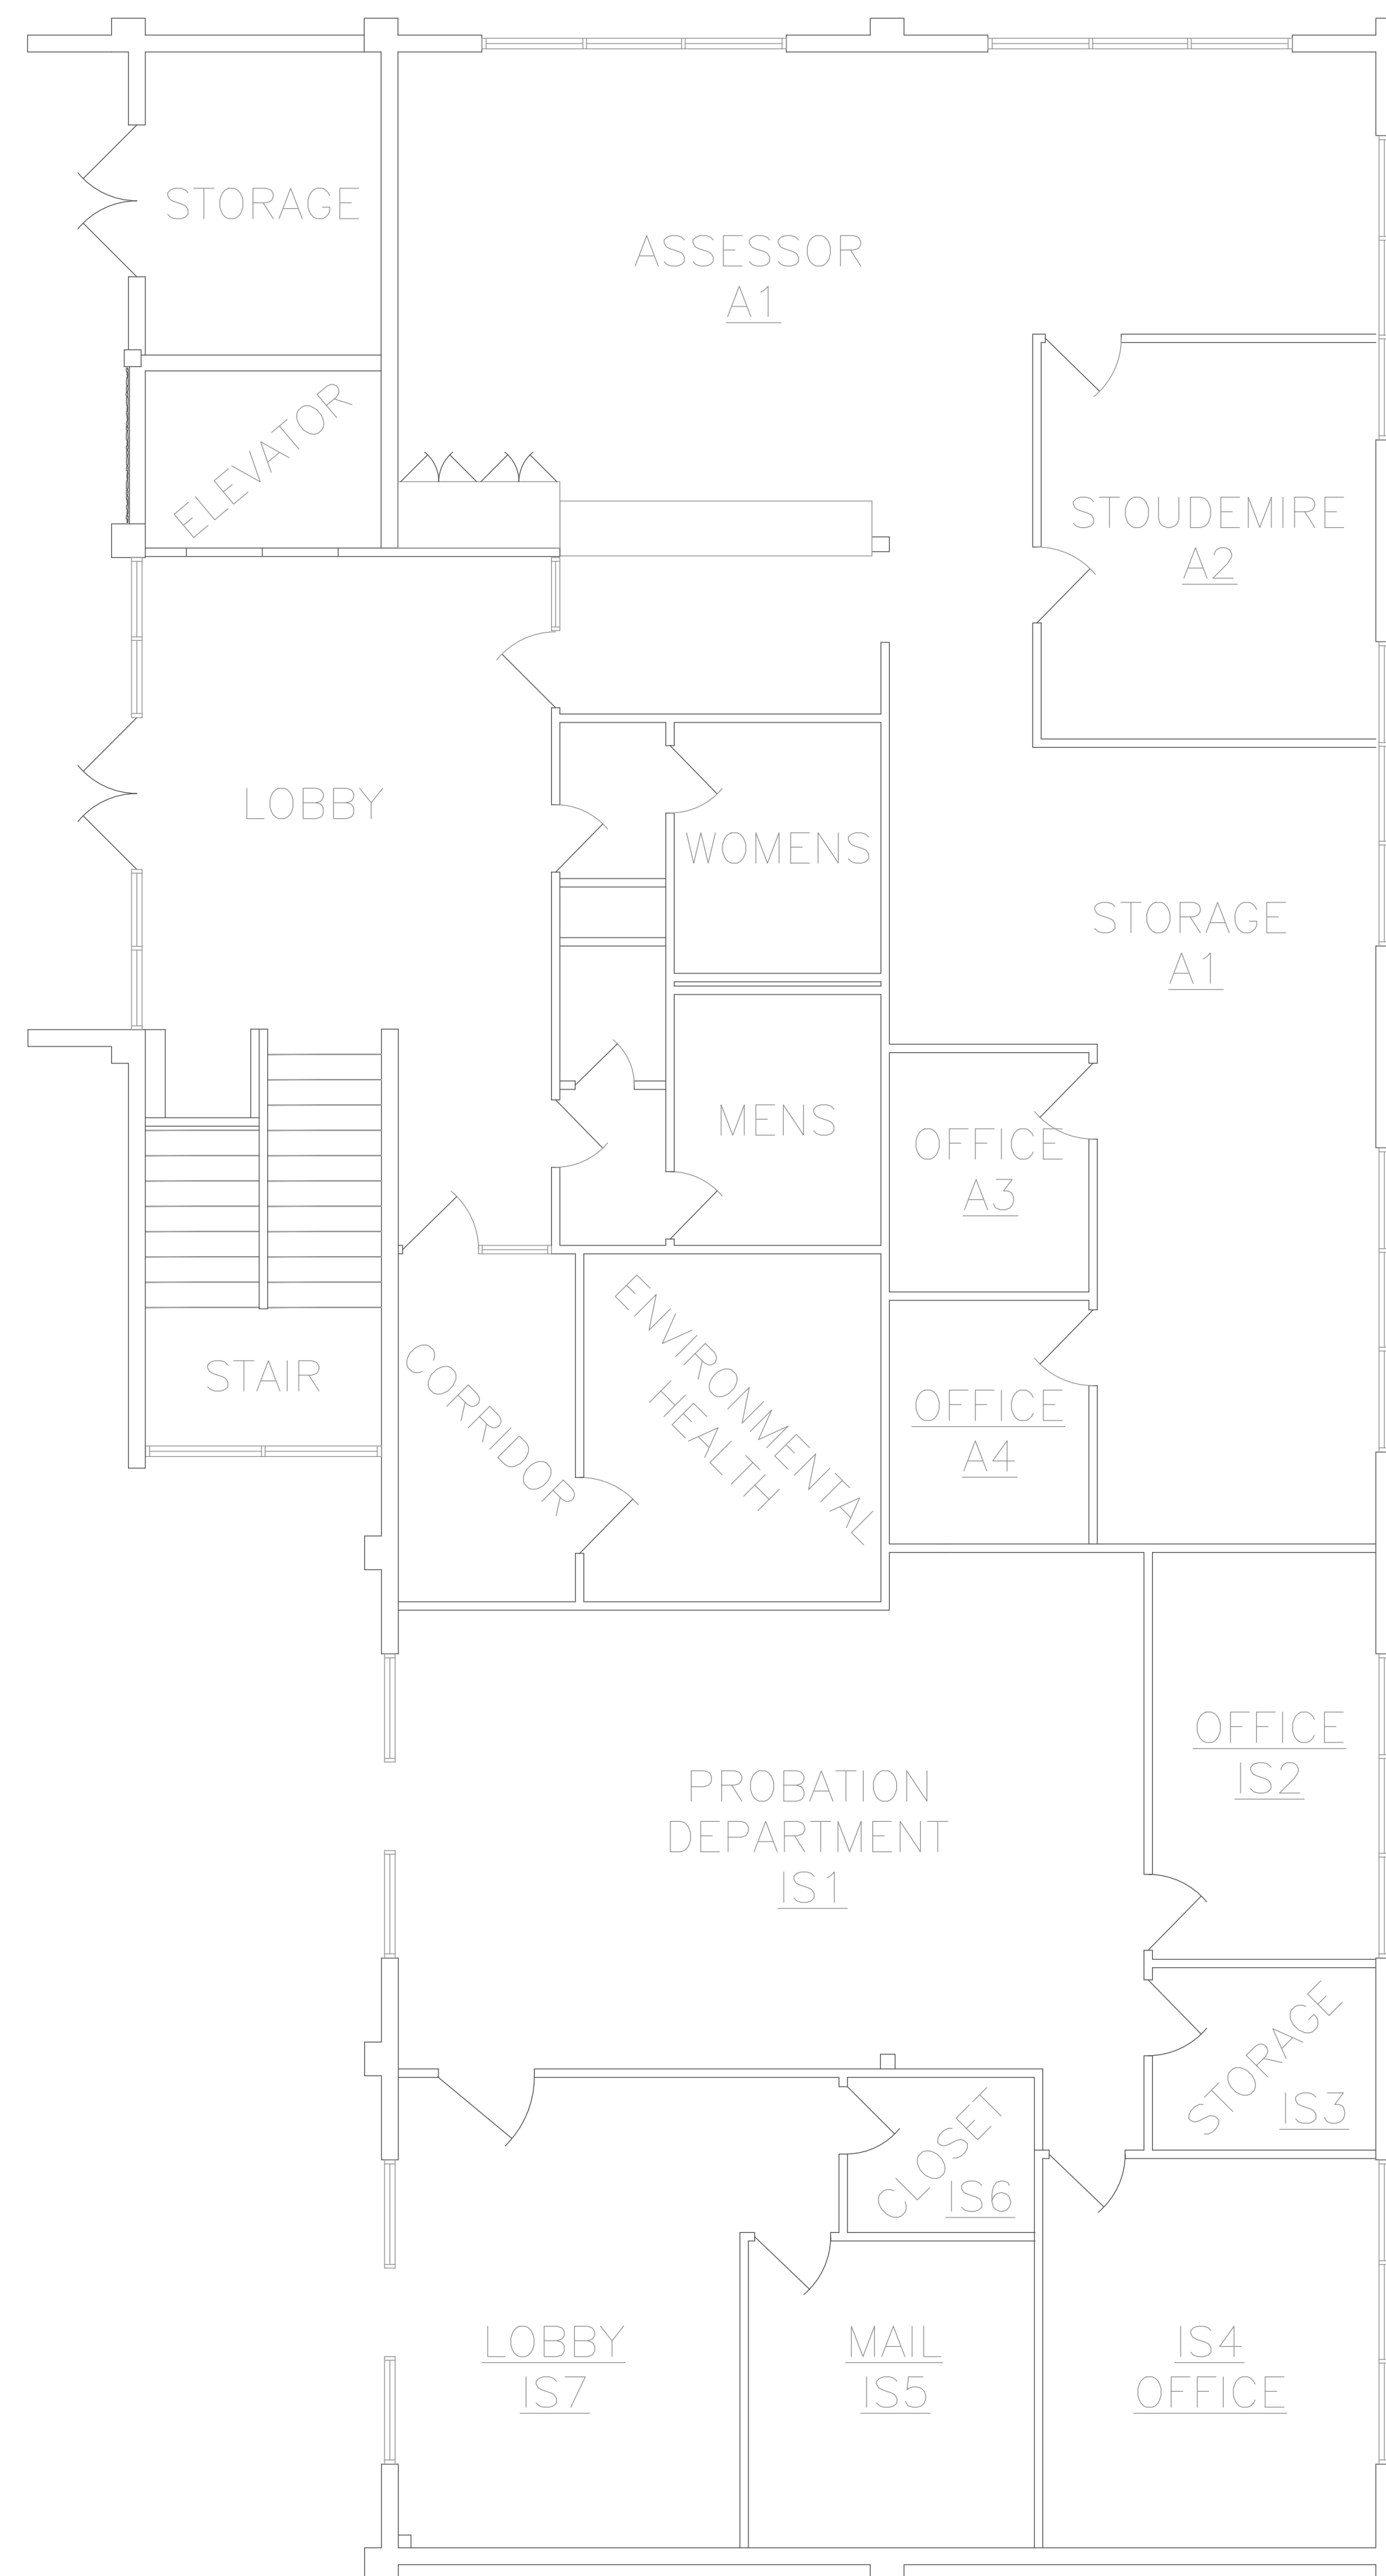 STORAGE
ASSESSOR
A1
ELEVATOR
STOUDEMIRE
A2
LOBBY
WOMENS
STORAGE
A1
MENS
OFFICE
A3
STAIR
CORRIDOR
ENVIRONMENTAL
HEALTH
OFFICE
A4
PROBATION
DEPARTMENT
IS1
OFFICE
IS2
STORAGE
IS3
CLOSET
IS6
LOBBY
IS7
MAIL
IS5
IS4
OFFICE